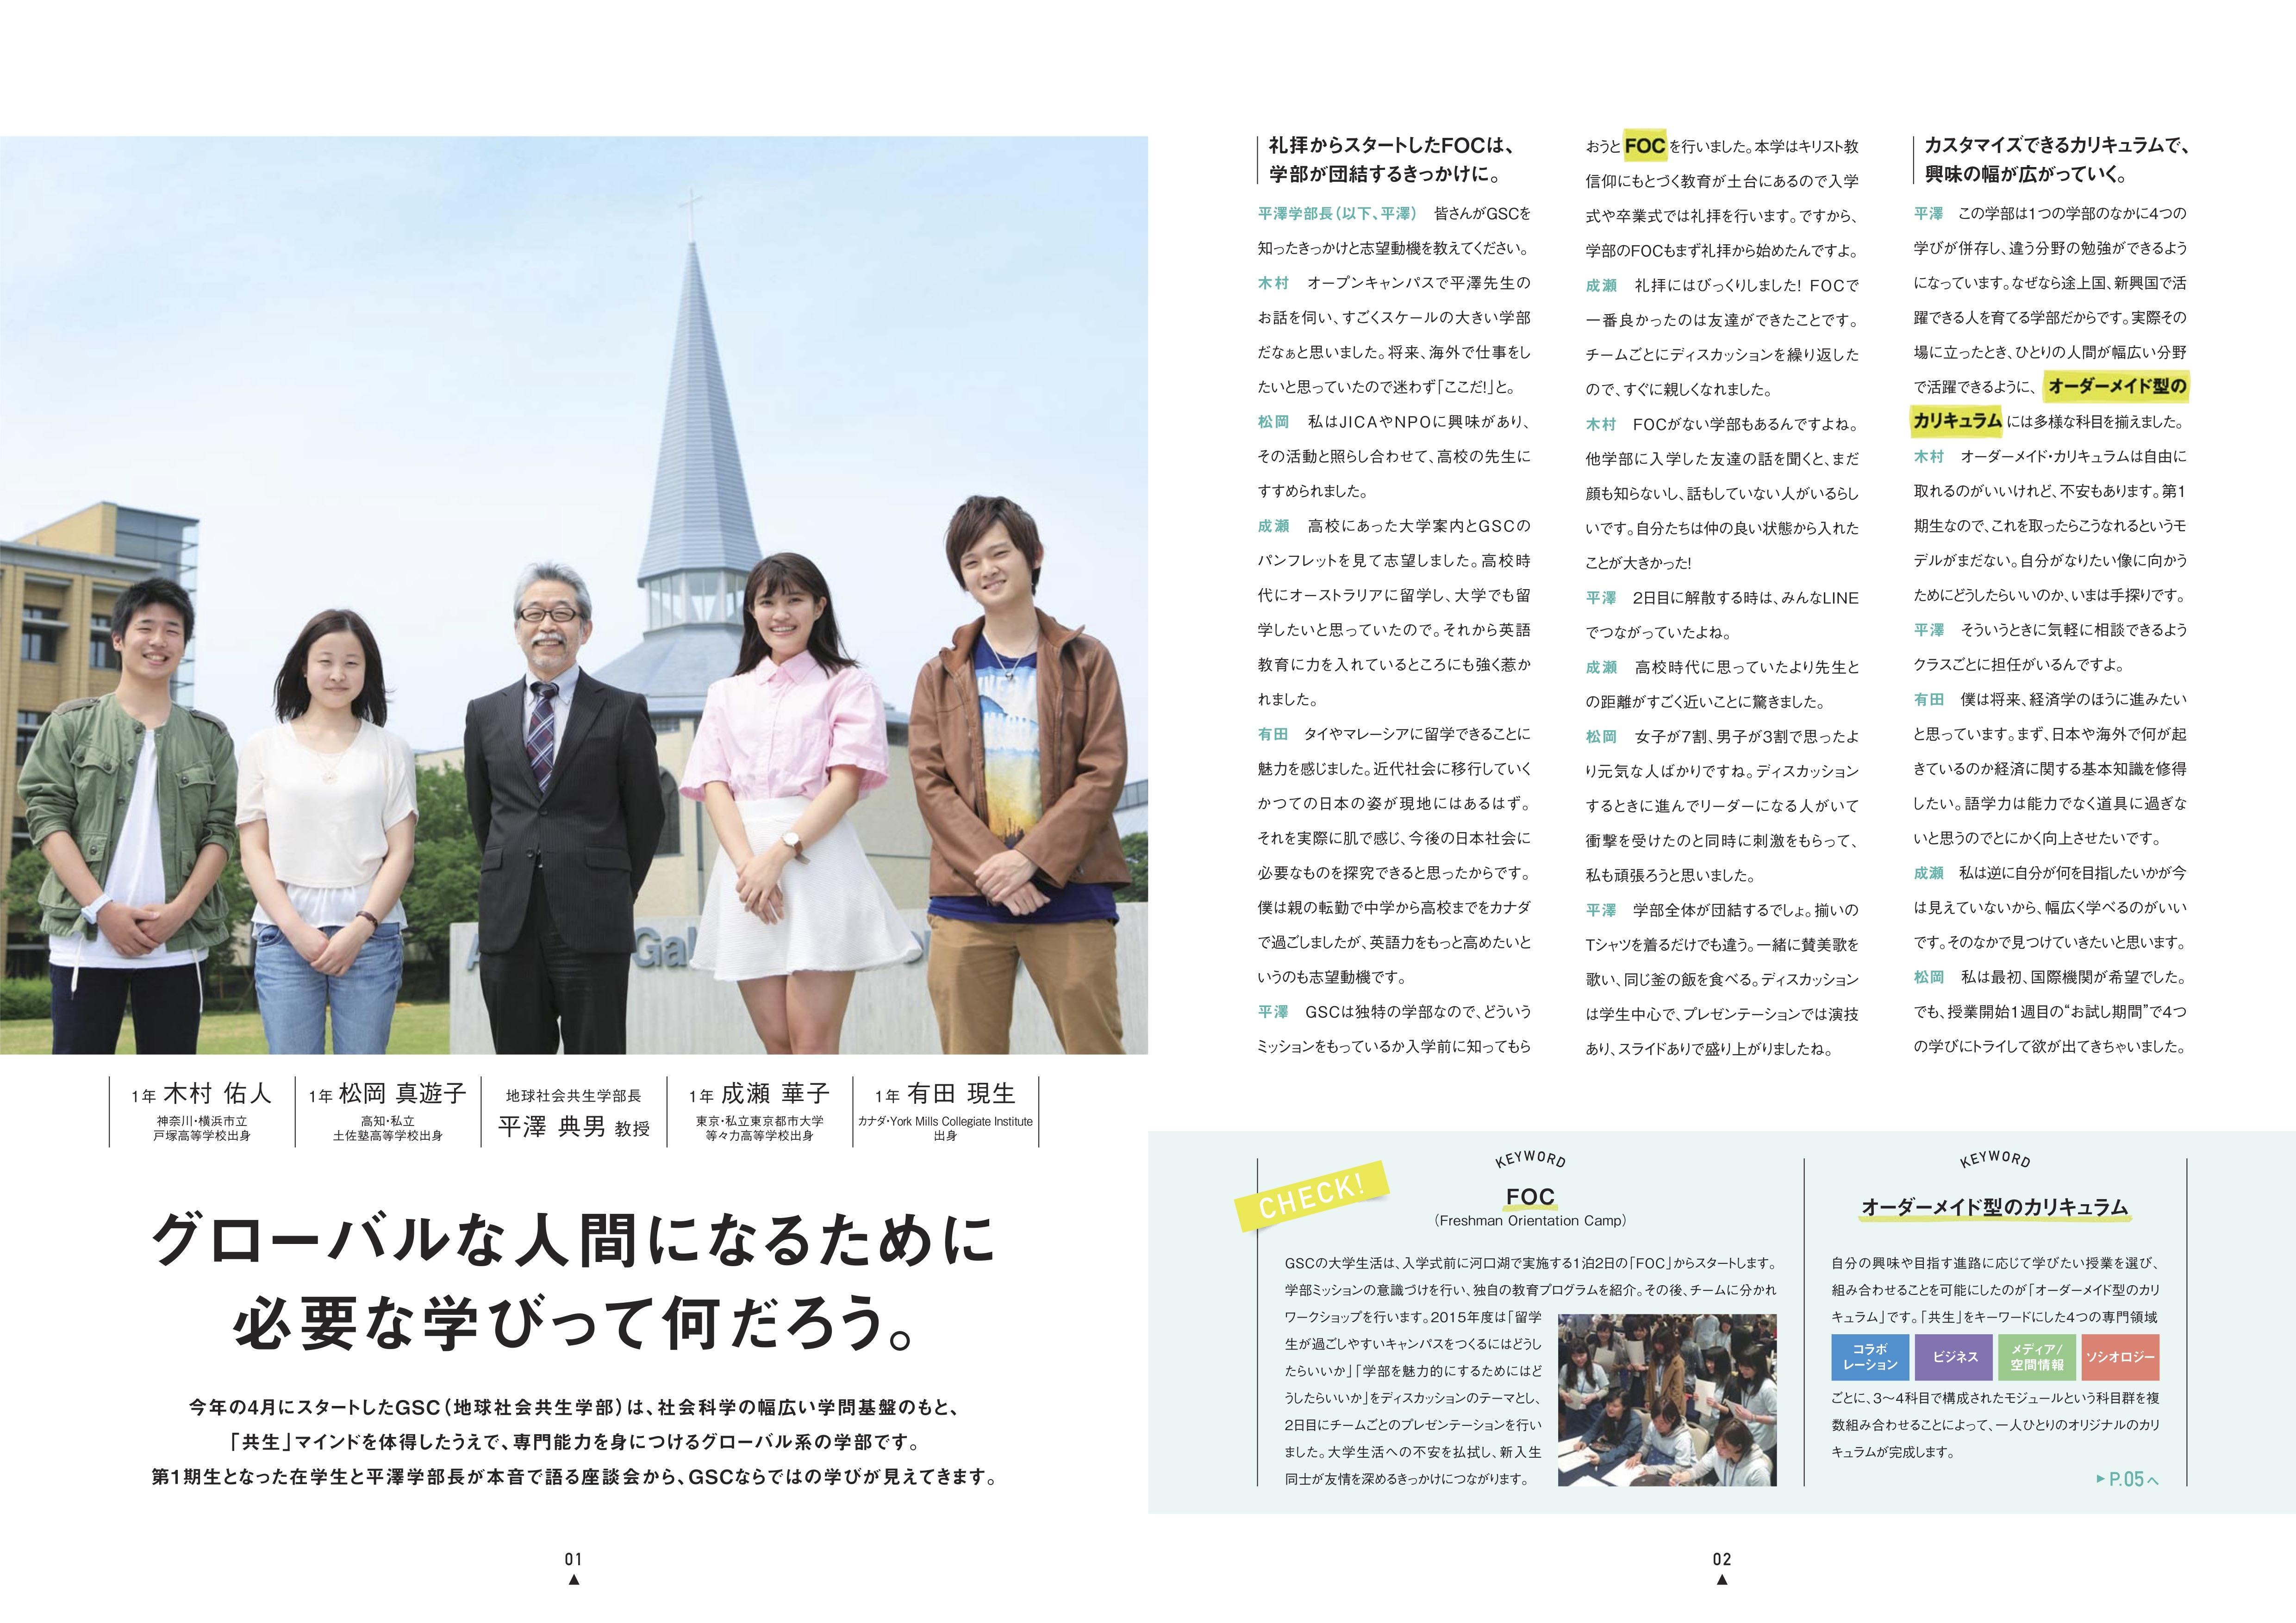 1年 木村 佑人
神奈川・横浜市立
戸塚高等学校出身
1年 松岡 真遊子
高知・私立
土佐塾高等学校出身
地球社会共生学部長
平澤 典男 教授
1年 成瀬 華子
東京・私立東京都市大学
等々力高等学校出身
1年 有田 現生
カナダ・York Mills Collegiate Institute
出身
グローバルな人間になるために
必要な学びって何だろう。
今年の4月にスタートしたGSC(地球社会共生学部)は、社会科学の幅広い学問基盤のもと、
「共生」マインドを体得したうえで、専門能力を身につけるグローバル系の学部です。
第1期生となった在学生と平澤学部長が本音で語る座談会から、GSCならではの学びが見えてきます。
01
礼拝からスタートしたFOCは、
学部が団結するきっかけに。
平澤学部長(以下、平澤) 皆さんがGSCを
知ったきっかけと志望動機を教えてください。
木村 オープンキャンパスで平澤先生の
お話を伺い、すごくスケールの大きい学部
だなぁと思いました。将来、海外で仕事をし
たいと思っていたので迷わず「ここだ!」と。
松岡 私はJICAやNPOに興味があり、
その活動と照らし合わせて、高校の先生に
すすめられました。
成瀬 高校にあった大学案内とGSCの
パンフレットを見て志望しました。高校時
代にオーストラリアに留学し、大学でも留
学したいと思っていたので。それから英語
教育に力を入れているところにも強く惹か
れました。
有田 タイやマレーシアに留学できることに
魅力を感じました。近代社会に移行していく
かつての日本の姿が現地にはあるはず。
それを実際に肌で感じ、今後の日本社会に
必要なものを探究できると思ったからです。
僕は親の転勤で中学から高校までをカナダ
で過ごしましたが、英語力をもっと高めたいと
いうのも志望動機です。
平澤 GSCは独特の学部なので、どういう
ミッションをもっているか入学前に知ってもら
おうとFOCを行いました。本学はキリスト教
信仰にもとづく教育が土台にあるので入学
式や卒業式では礼拝を行います。ですから、
学部のFOCもまず礼拝から始めたんですよ。
成瀬 礼拝にはびっくりしました! FOCで
一番良かったのは友達ができたことです。
チームごとにディスカッションを繰り返した
ので、すぐに親しくなれました。
木村 FOCがない学部もあるんですよね。
他学部に入学した友達の話を聞くと、まだ
顔も知らないし、話もしていない人がいるらし
いです。自分たちは仲の良い状態から入れた
ことが大きかった!
平澤 2日目に解散する時は、みんなLINE
でつながっていたよね。
成瀬 高校時代に思っていたより先生と
の距離がすごく近いことに驚きました。
松岡 女子が7割、男子が3割で思ったよ
り元気な人ばかりですね。ディスカッション
するときに進んでリーダーになる人がいて
衝撃を受けたのと同時に刺激をもらって、
私も頑張ろうと思いました。
平澤 学部全体が団結するでしょ。揃いの
Tシャツを着るだけでも違う。一緒に賛美歌を
歌い、同じ釜の飯を食べる。ディスカッション
は学生中心で、プレゼンテーションでは演技
あり、スライドありで盛り上がりましたね。
カスタマイズできるカリキュラムで、
興味の幅が広がっていく。
平澤 この学部は1つの学部のなかに4つの
学びが併存し、違う分野の勉強ができるよう
になっています。なぜなら途上国、新興国で活
躍できる人を育てる学部だからです。実際その
場に立ったとき、ひとりの人間が幅広い分野
で活躍できるように、オーダーメイド型の
カリキュラムには多様な科目を揃えました。
木村 オーダーメイド・カリキュラムは自由に
取れるのがいいけれど、不安もあります。第1
期生なので、これを取ったらこうなれるというモ
デルがまだない。自分がなりたい像に向かう
ためにどうしたらいいのか、いまは手探りです。
平澤 そういうときに気軽に相談できるよう
クラスごとに担任がいるんですよ。
有田 僕は将来、経済学のほうに進みたい
と思っています。まず、日本や海外で何が起
きているのか経済に関する基本知識を修得
したい。語学力は能力でなく道具に過ぎな
いと思うのでとにかく向上させたいです。
成瀬 私は逆に自分が何を目指したいかが今
は見えていないから、幅広く学べるのがいい
です。そのなかで見つけていきたいと思います。
松岡 私は最初、国際機関が希望でした。
でも、授業開始1週目の“お試し期間”で4つ
の学びにトライして欲が出てきちゃいました。
CHECK!
KEYWORD
FOC
(Freshman Orientation Camp)
GSCの大学生活は、入学式前に河口湖で実施する1泊2日の「FOC」からスタートします。
学部ミッションの意識づけを行い、独自の教育プログラムを紹介。その後、チームに分かれ
ワークショップを行います。2015年度は「留学
生が過ごしやすいキャンパスをつくるにはどうし
たらいいか」「学部を魅力的にするためにはど
うしたらいいか」をディスカッションのテーマとし、
2日目にチームごとのプレゼンテーションを行い
ました。大学生活への不安を払拭し、新入生
同士が友情を深めるきっかけにつながります。
KEYWORD
オーダーメイド型のカリキュラム
自分の興味や目指す進路に応じて学びたい授業を選び、
組み合わせることを可能にしたのが「オーダーメイド型のカリ
キュラム」です。「共生」をキーワードにした4つの専門領域
コラボ
レーション
ビジネス
メディア/
空間情報
ソシオロジー
ごとに、3〜4科目で構成されたモジュールという科目群を複
数組み合わせることによって、一人ひとりのオリジナルのカリ
キュラムが完成します。
▶P.05へ
02